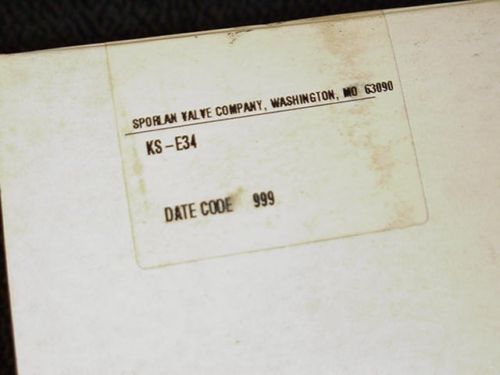 SPORLAN VALVE COMPANY, WASHINGTON, MO 63090
KS-E34
DATE CODE 999